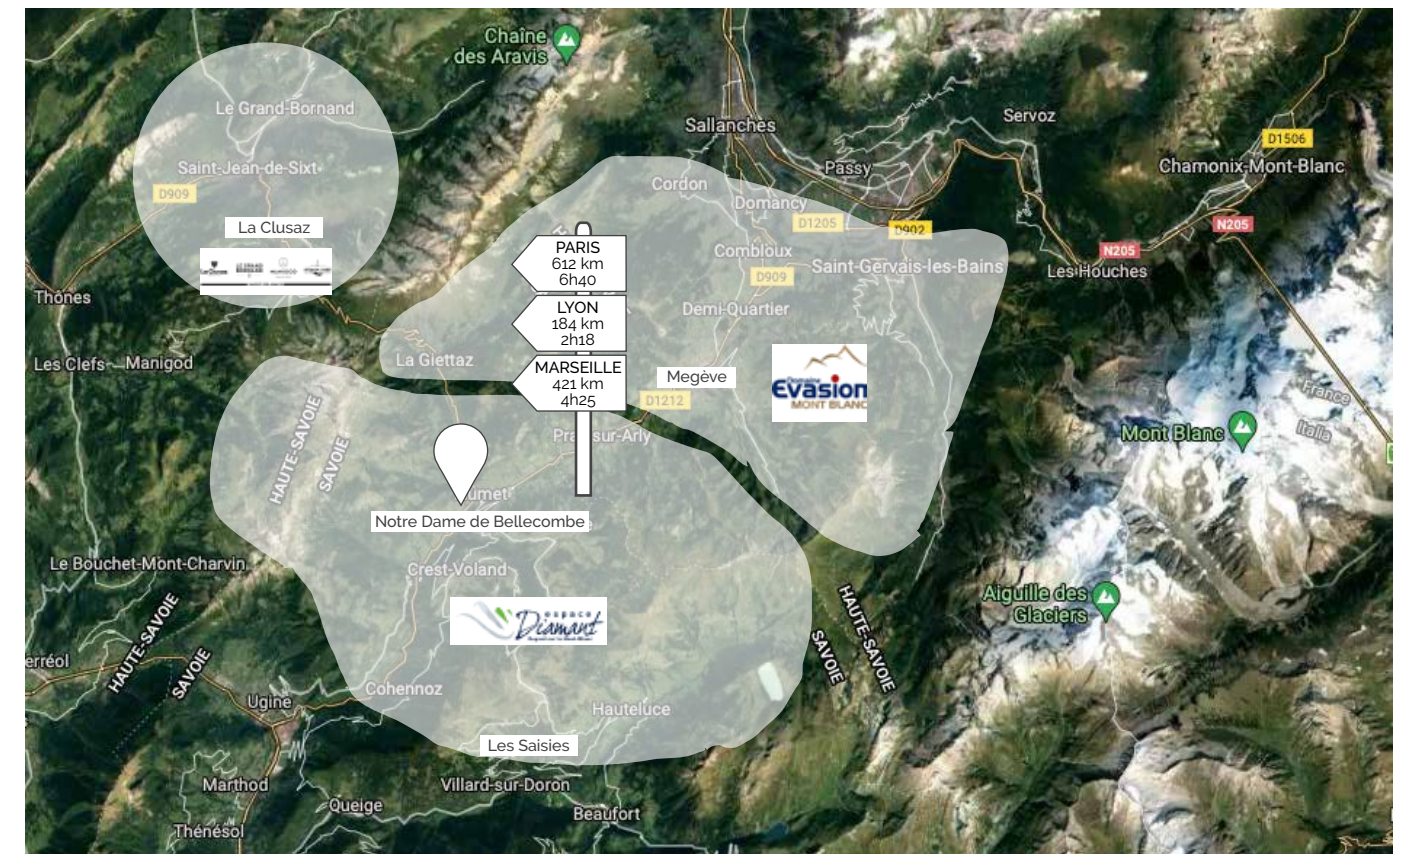 Chaîne
des Aravis
Le Grand-Bornand
Sallanches
Servoz
D1506
Saint-Jean-de-Sixt
Passy
Chamonix-Mont-Blanc
D909
Cordon
Domancy
La Clusaz
D1205
D902
N205
N205
PARIS
612 km
6h40
Combloux
Saint-Gervais-les-Bains
Les Houches
D909
Thônes
LYON
184 km
2h18
Demi-Quartier
Les Clefs
Manigod
La Giettaz
MARSEILLE
421 km
4h25
Megève
Domaine
Evasion
MONT BLANC
D1212
France
Italia
Mont Blanc
HAUTE-SAVOIE
SAVOIE
sur-Arly
umet
Notre Dame de Bellecombe
Le Bouchet-Mont-Charvin
Crest-Voland
espace
Diamant
Aiguille des
Glaciers
HAUTE-SAVOIE
SAVOIE
HAUTE-SAVOIE
SAVOIE
erréol
Ugine
Cohennoz
Hauteluce
Les Saisies
Marthod
Villard-sur-Doron
Queige
Beaufort
Thénésol